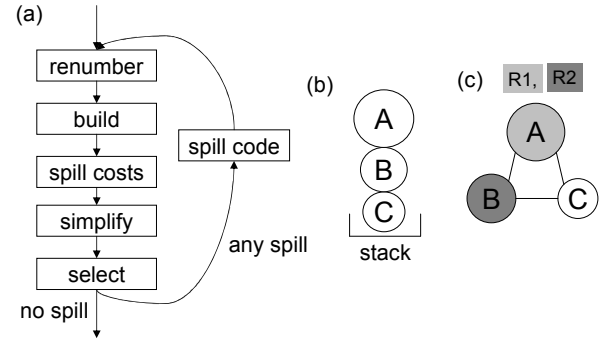 (a)
renumber
build
spill costs
simplify
select
no spill
spill code
any spill
(b)
A
B
C
stack
(c)
R1, R2
A
B C